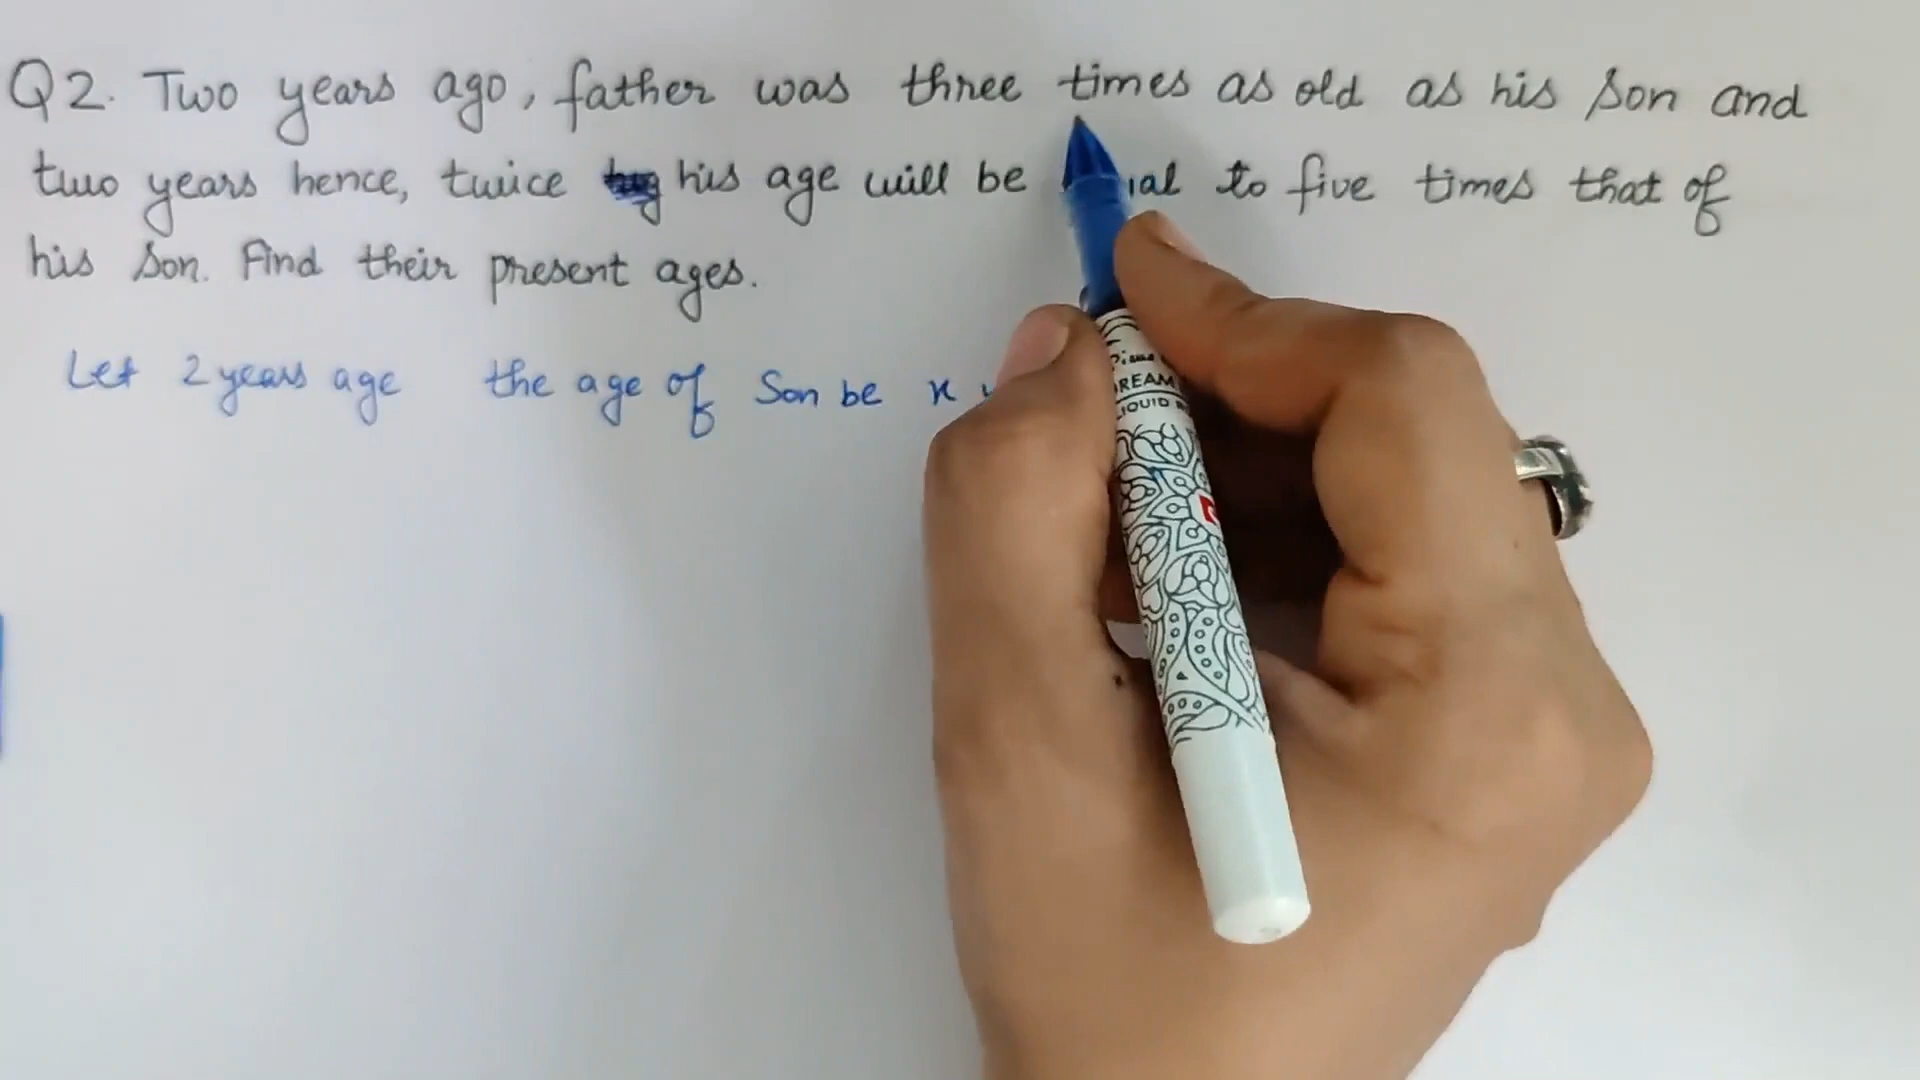 Q2. Two years ago, father was three times as old as his son and
two years hence, twice his age will be to five times that of
his son. Find their present ages.
Let 2 years age the age of Son be x